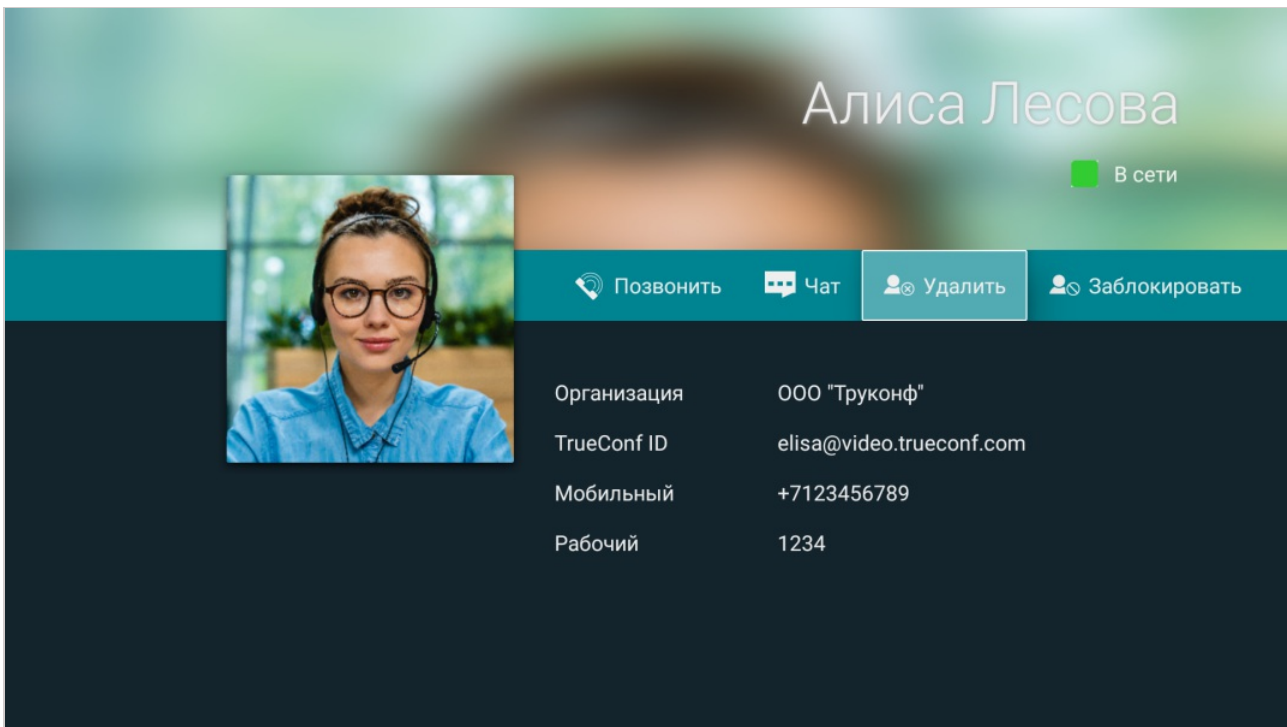 Алиса Лесова
В сети
Позвонить Чат Удалить Заблокировать
Организация ООО "Труконф"
TrueConf ID elisa@video.trueconf.com
Мобильный +7123456789
Рабочий 1234